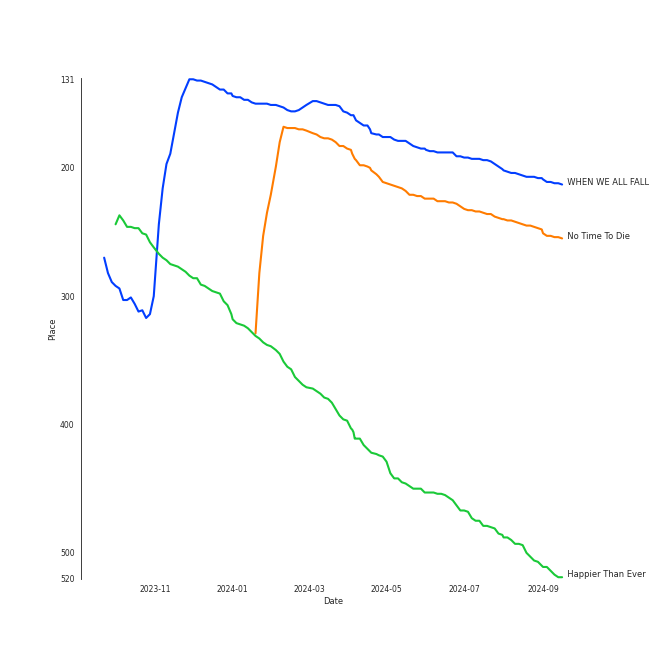 131
200
300
400
500
520
Place
2023-11
2024-01
2024-03
2024-05
2024-07
2024-09
Date
WHEN WE ALL FALL
No Time To Die
Happier Than Ever